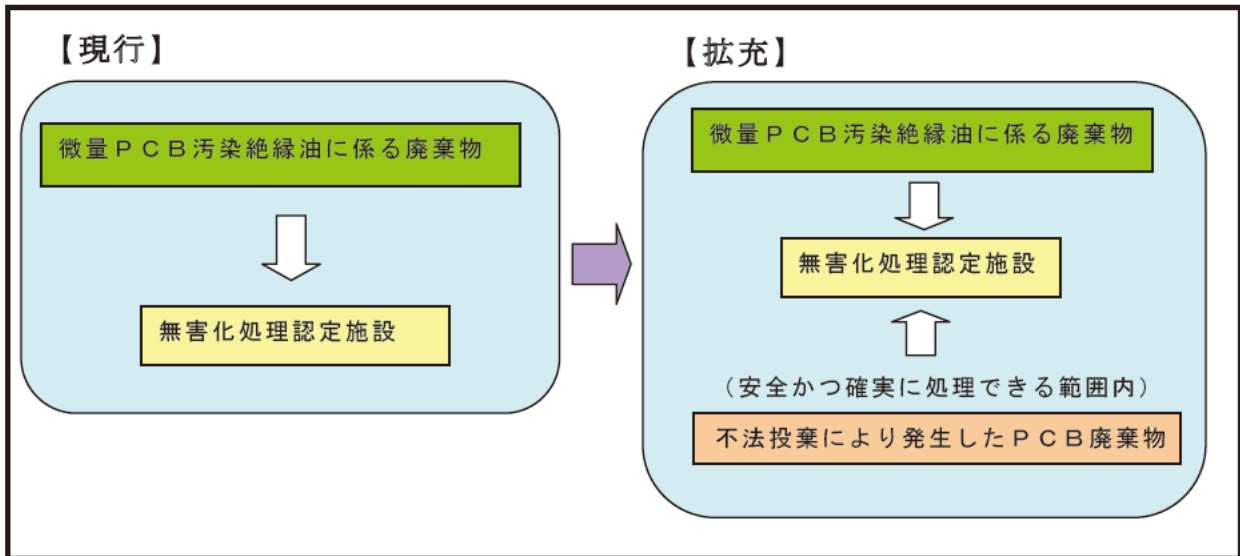 【現行】
微量ＰＣＢ汚染絶縁油に係る廃棄物
無害化処理認定施設
【拡充】
微量ＰＣＢ汚染絶縁油に係る廃棄物
無害化処理認定施設
（安全かつ確実に処理できる範囲内）
不法投棄により発生したＰＣＢ廃棄物